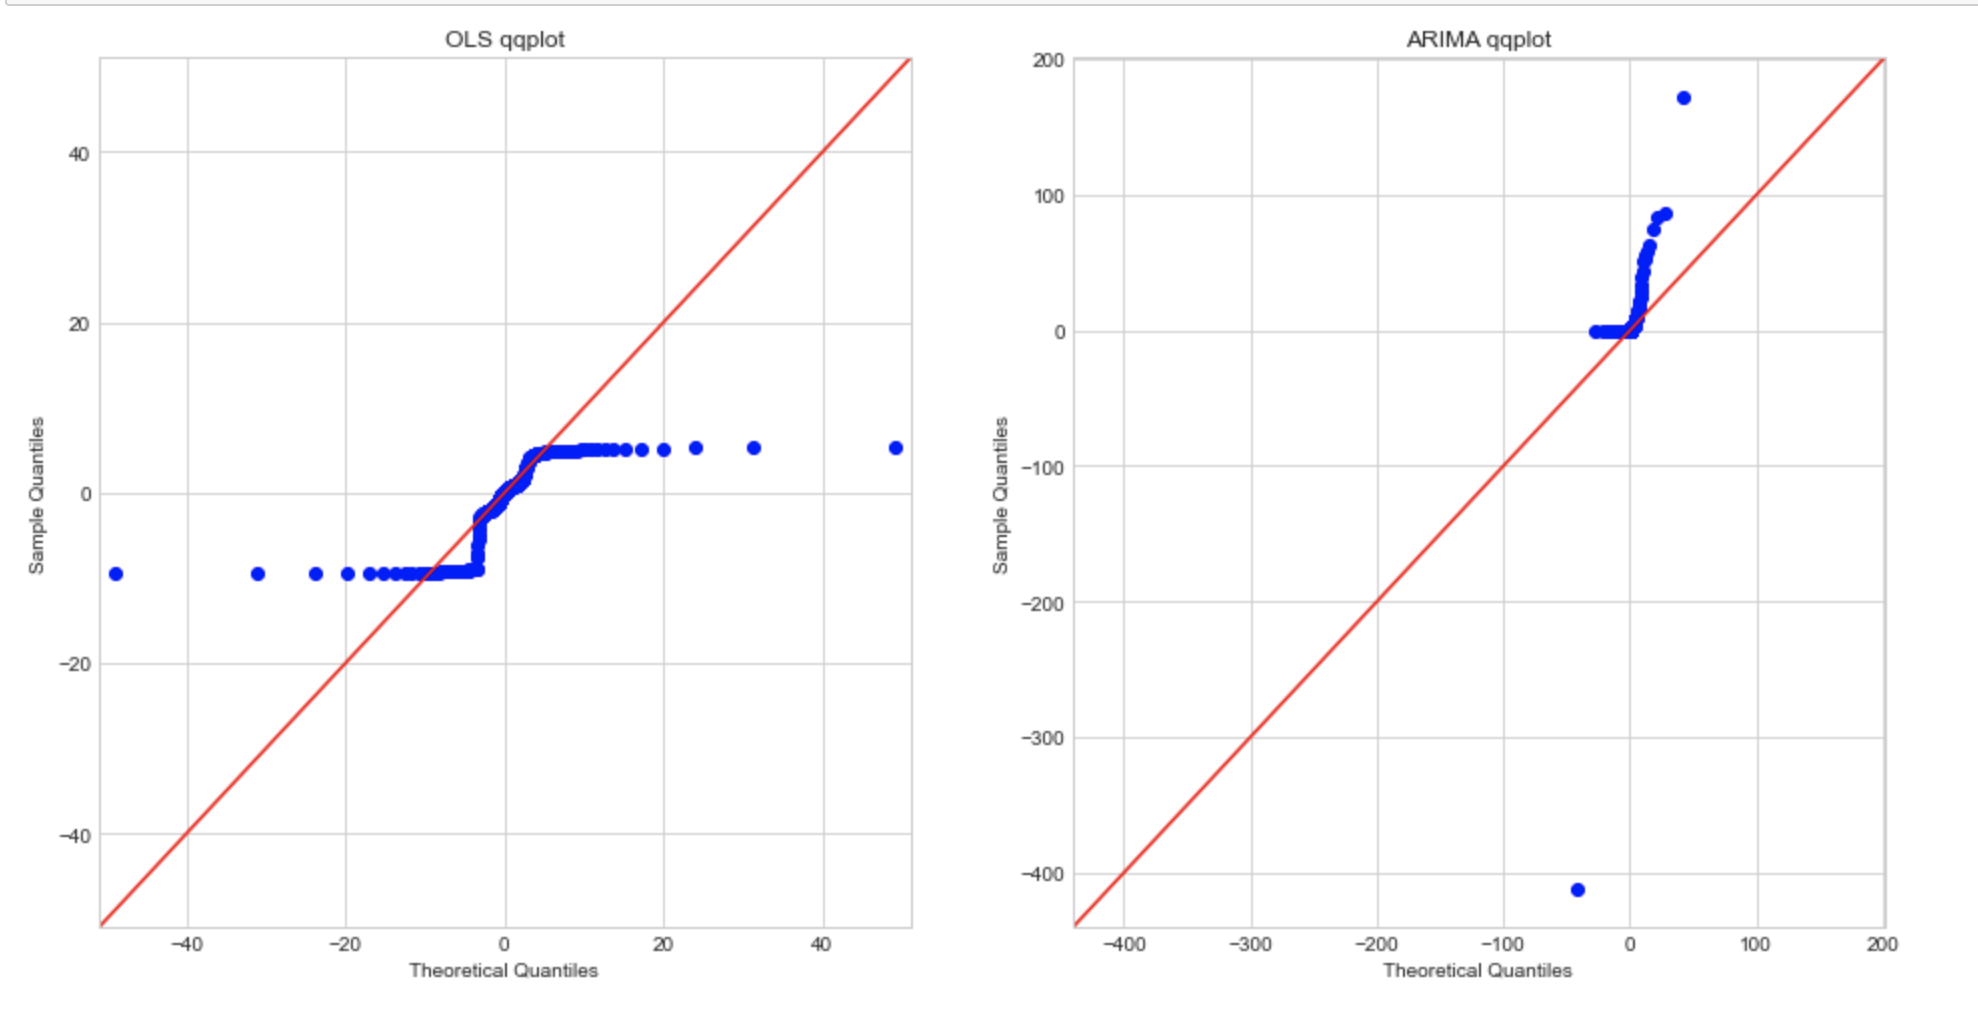 OLS qqplot
40
20
0
−20
−40
Sample Quantiles
−40 −20 0 20 40
Theoretical Quantiles
ARIMA qqplot
200
100
0
−100
−200
−300
−400
Sample Quantiles
−400 −300 −200 −100 0 100 200
Theoretical Quantiles